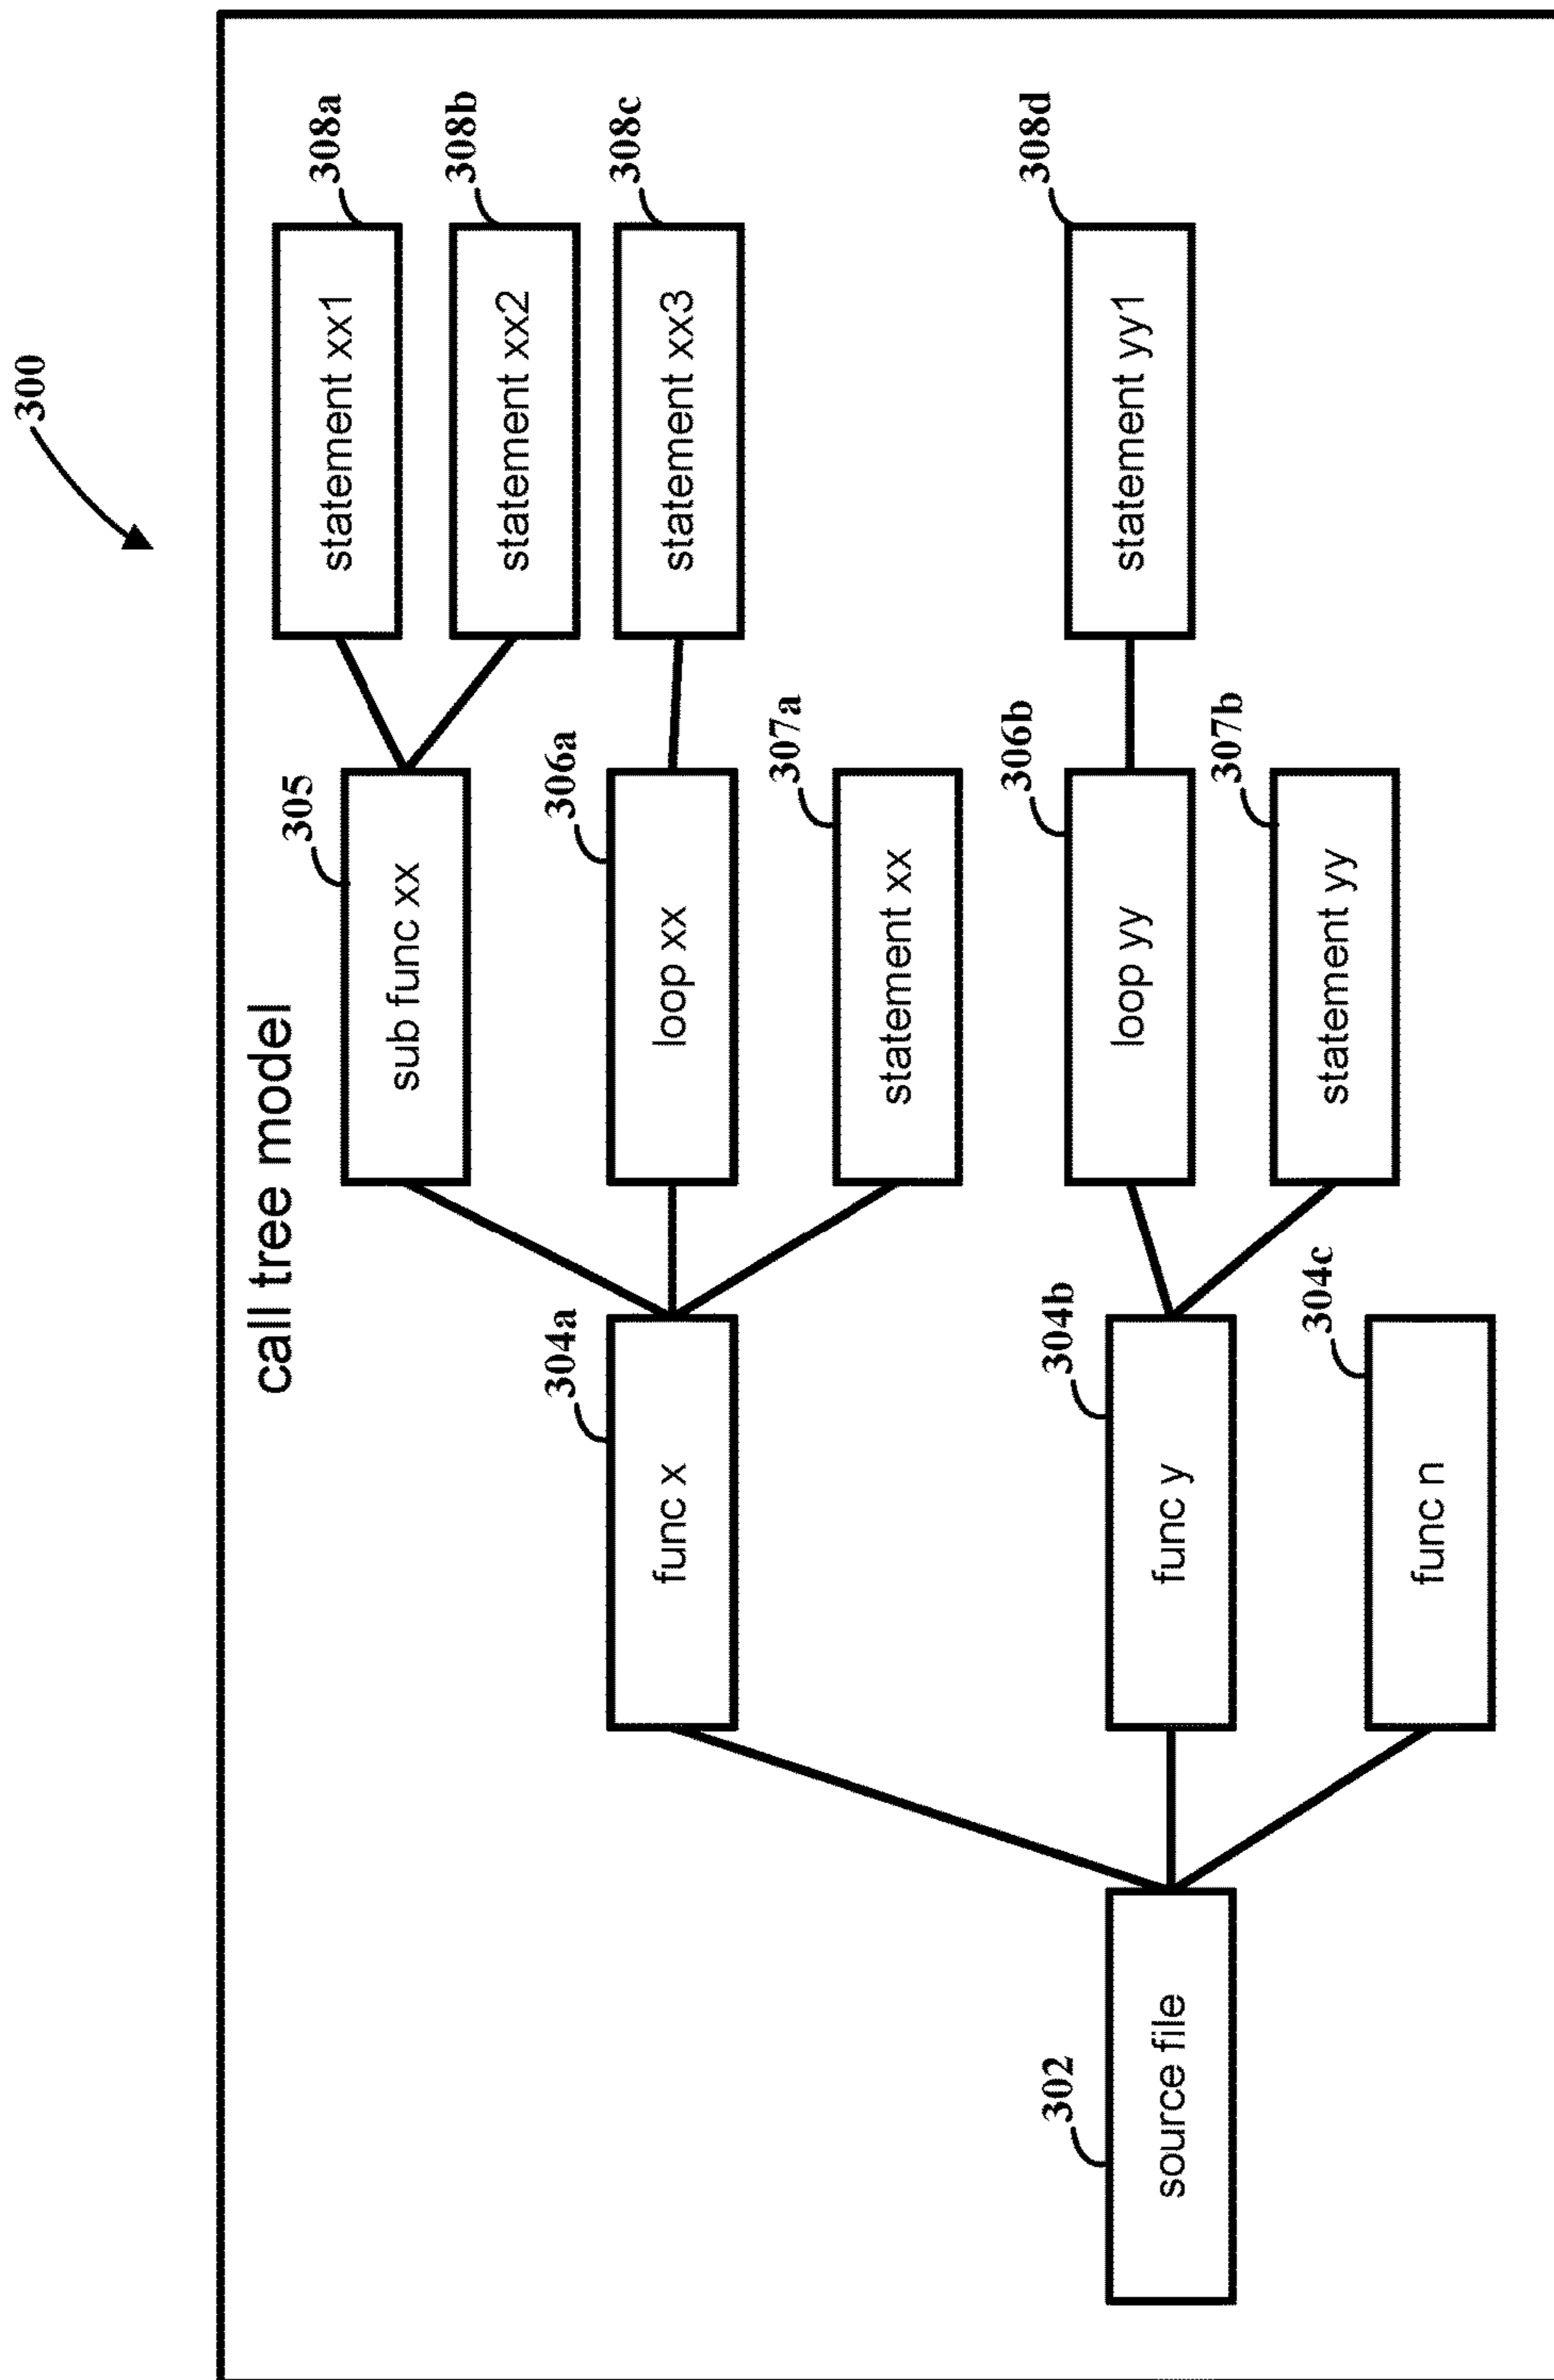 300
call tree model
308a
statement xx1
305
sub func xx
308b
statement xx2
304a
func x
306a
loop xx
308c
statement xx3
307a
statement xx
302
source file
304b
func y
306b
loop yy
308d
statement yy1
307b
statement yy
304c
func n